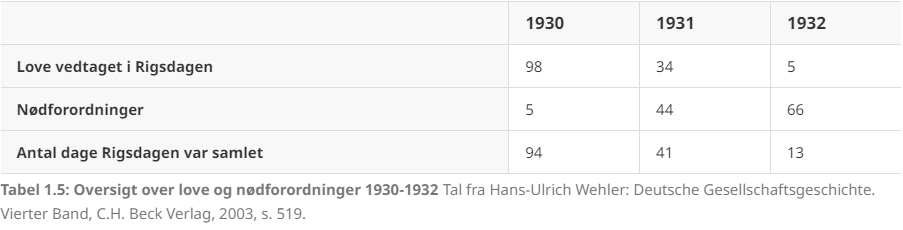 1930 1931 1932
Love vedtaget i Rigsdagen 98 34 5
Nødforordninger 5 44 66
Antal dage Rigsdagen var samlet 94 41 13
Tabel 1.5: Oversigt over love og nødforordninger 1930-1932 Tal fra Hans-Ulrich Wehler: Deutsche Gesellschaftsgeschichte.
Vierter Band, C.H. Beck Verlag, 2003, s. 519.